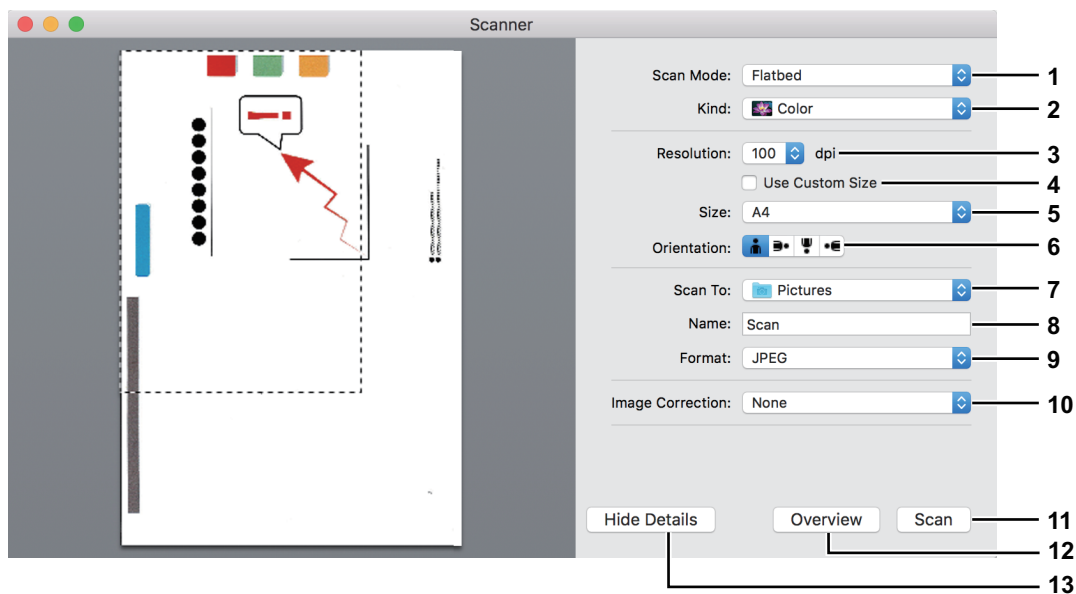 Scanner
Scan Mode: Flatbed 1
Kind: Color 2
Resolution: 100 dpi 3
Use Custom Size 4
Size: A4 5
Orientation: 6
Scan To: Pictures 7
Name: Scan 8
Format: JPEG 9
Image Correction: None 10
Hide Details Overview Scan 11
12
13